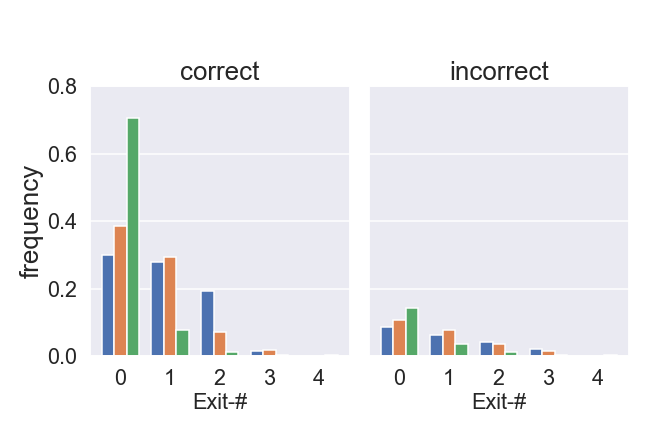 correct
incorrect
frequency
0.8
0.6
0.4
0.2
0.0
0 1 2 3 4
0 1 2 3 4
Exit-#
Exit-#